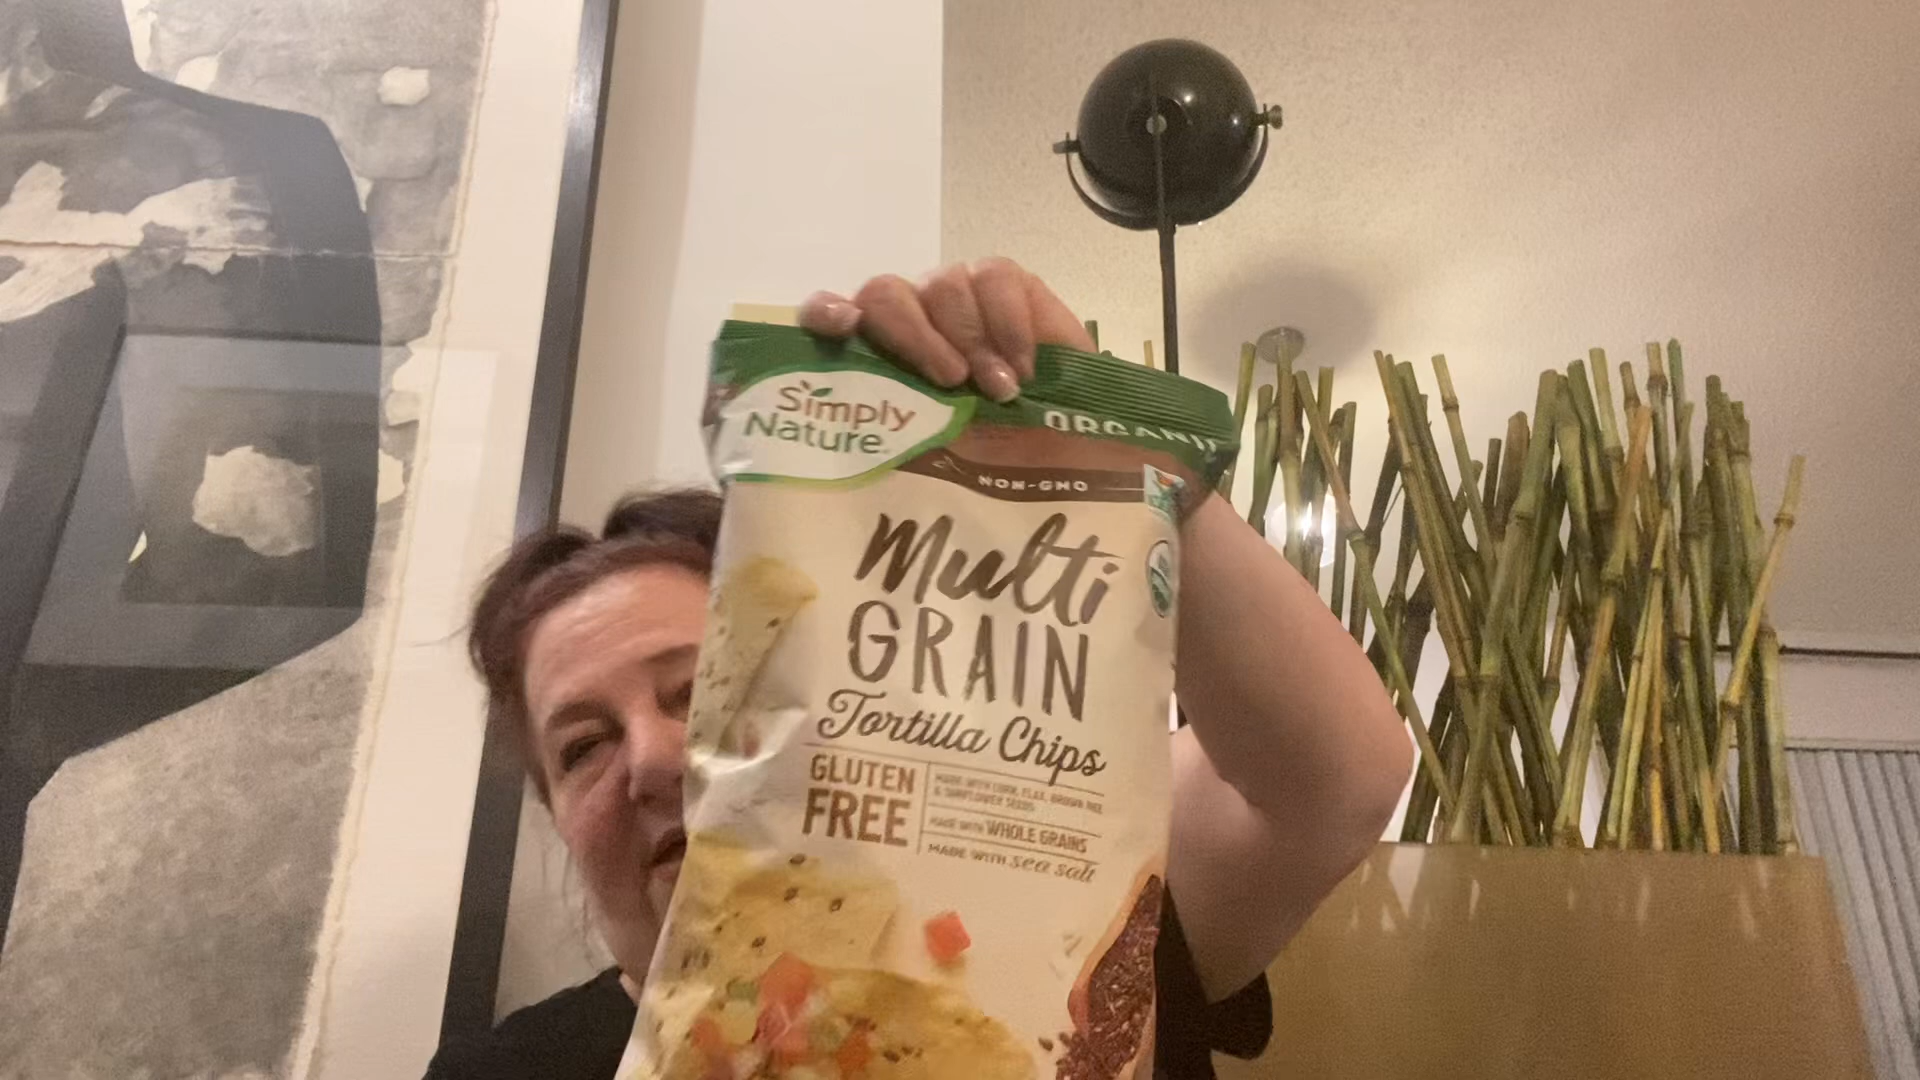 Simply
Nature
ORGANIC
NON-GMO
Multi
GRAIN
Tortilla Chips
GLUTEN
FREE
MADE WITH CORN, FLAX, BROWN RICE
& SUNFLOWER SEEDS
MADE WITH WHOLE GRAINS
MADE WITH sea salt